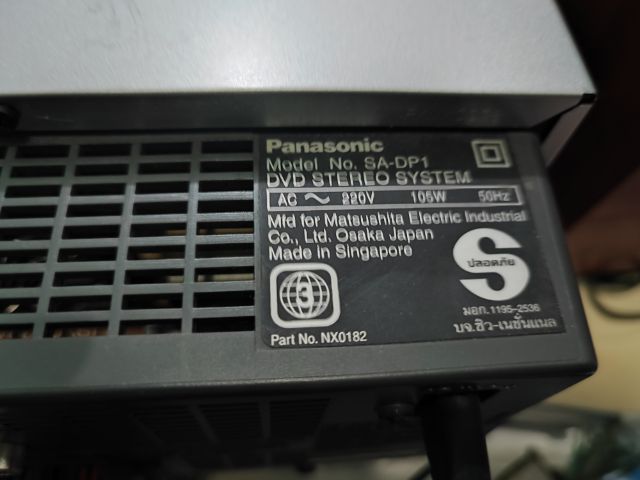 Panasonic
Model No. SA-DP1
DVD STEREO SYSTEM
AC ~ 220V 105W 50Hz
Mfd for Matsushita Electric Industrial
Co., Ltd. Osaka Japan
Made in Singapore
3
Part No. NX0182
S
ปลอดภัย
มอก.1195-2536
บจ.ซิว-เนชั่นแนล